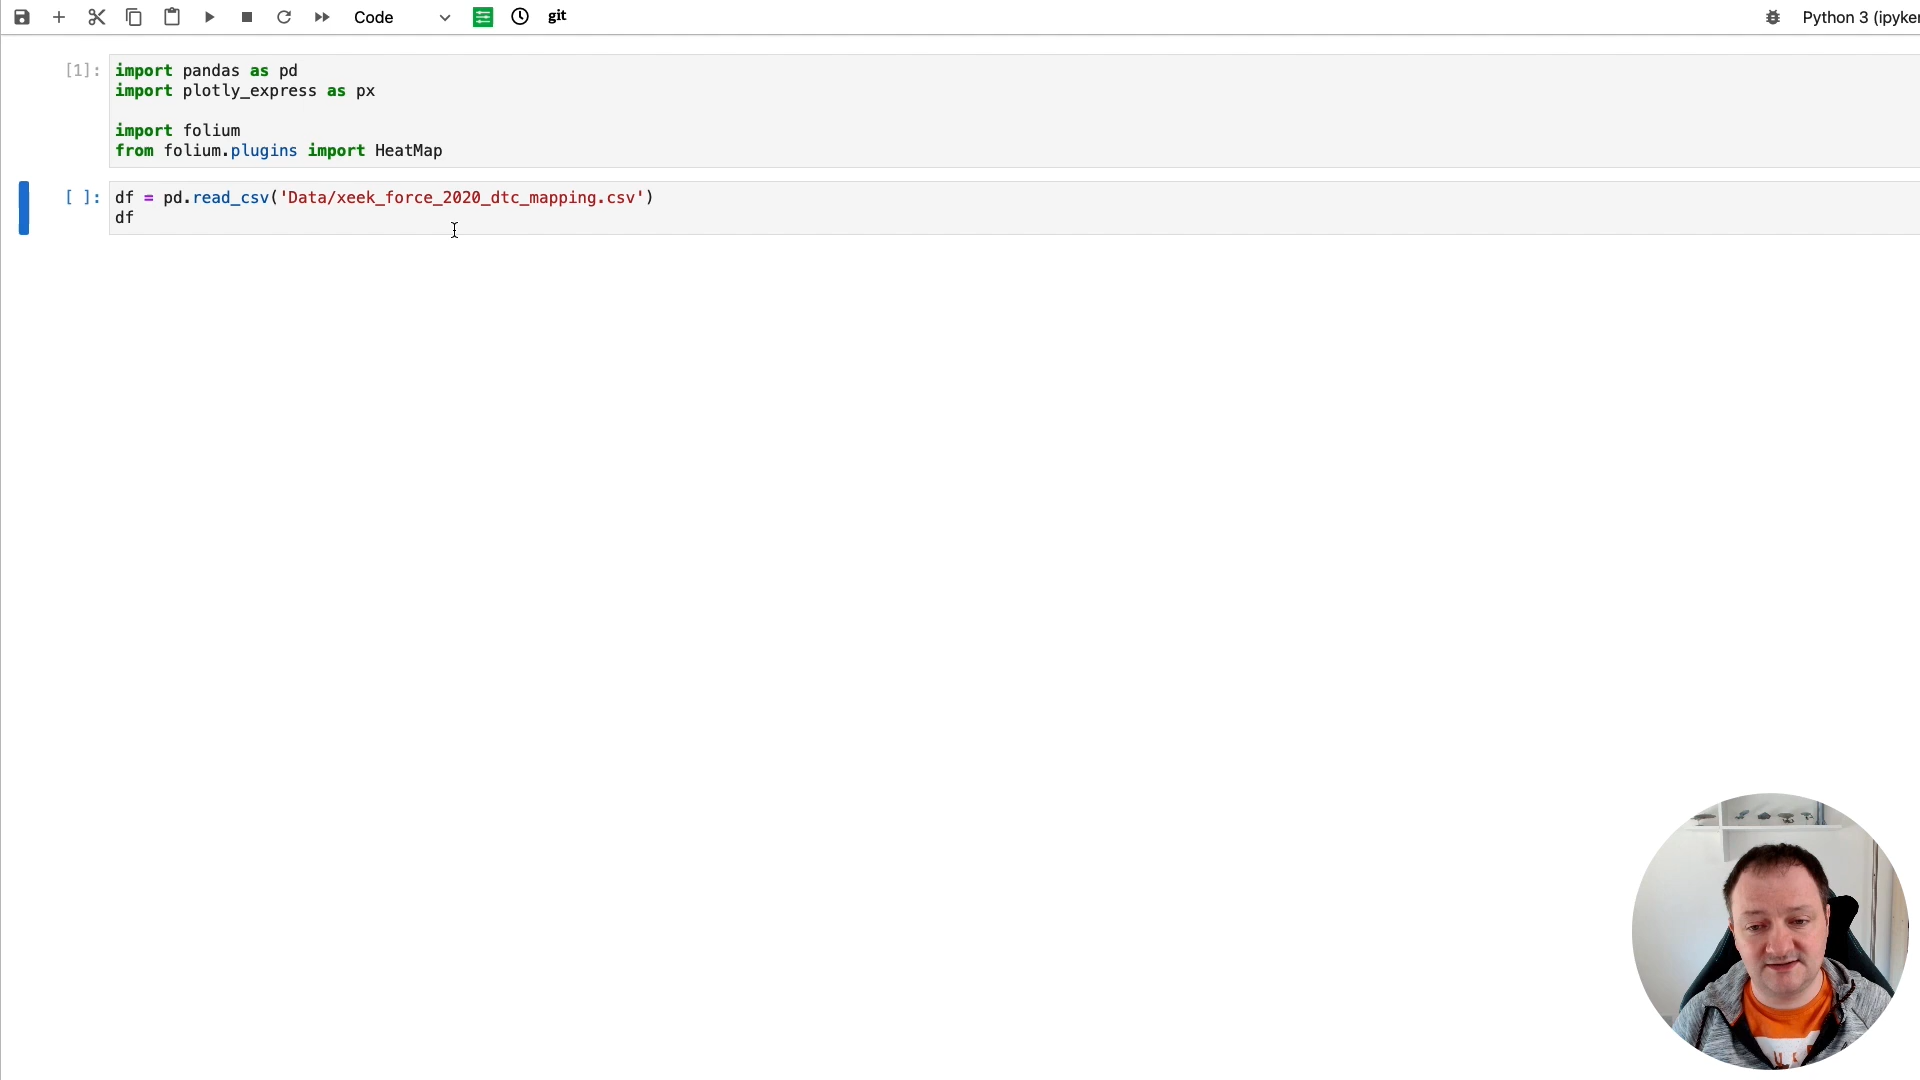 Code
git
Python 3 (ipyker
[1]:
import pandas as pd
import plotly_express as px
import folium
from folium.plugins import HeatMap
[ ]:
df = pd.read_csv('Data/xeek_force_2020_dtc_mapping.csv')
df